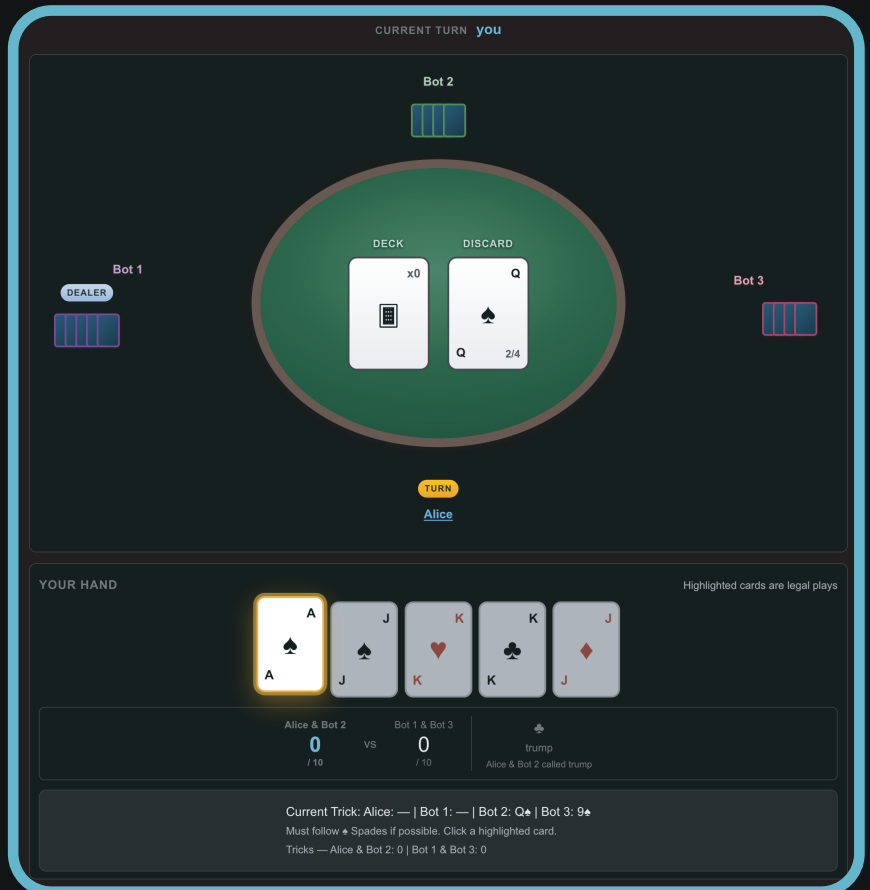 CURRENT TURN you
Bot 2
DECK DISCARD
x0 Q
♠
Q 2/4
Bot 1
DEALER
Bot 3
TURN
Alice
YOUR HAND Highlighted cards are legal plays
A J K K J
♠ ♠ ♥ ♣ ♦
A J K K J
Alice & Bot 2 VS Bot 1 & Bot 3 ♣
0 0 trump
/ 10 / 10 Alice & Bot 2 called trump
Current Trick: Alice: — | Bot 1: — | Bot 2: Q♠ | Bot 3: 9♠
Must follow ♠ Spades if possible. Click a highlighted card.
Tricks — Alice & Bot 2: 0 | Bot 1 & Bot 3: 0